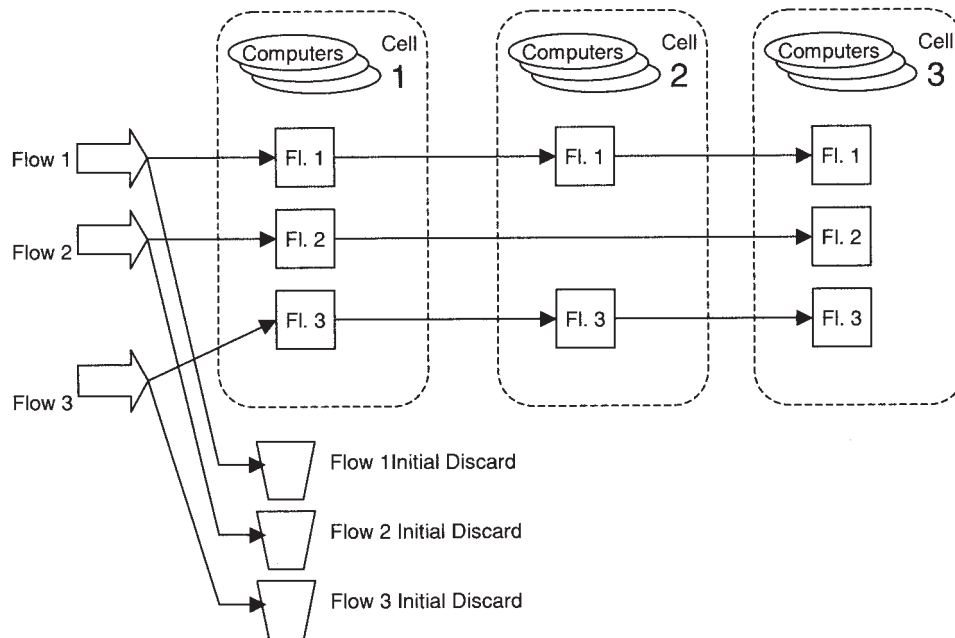 Computers
Cell
1
Computers
Cell
2
Computers
Cell
3
Flow 1
Fl. 1
Fl. 1
Fl. 1
Flow 2
Fl. 2
Fl. 2
Flow 3
Fl. 3
Fl. 3
Fl. 3
Flow 1Initial Discard
Flow 2 Initial Discard
Flow 3 Initial Discard